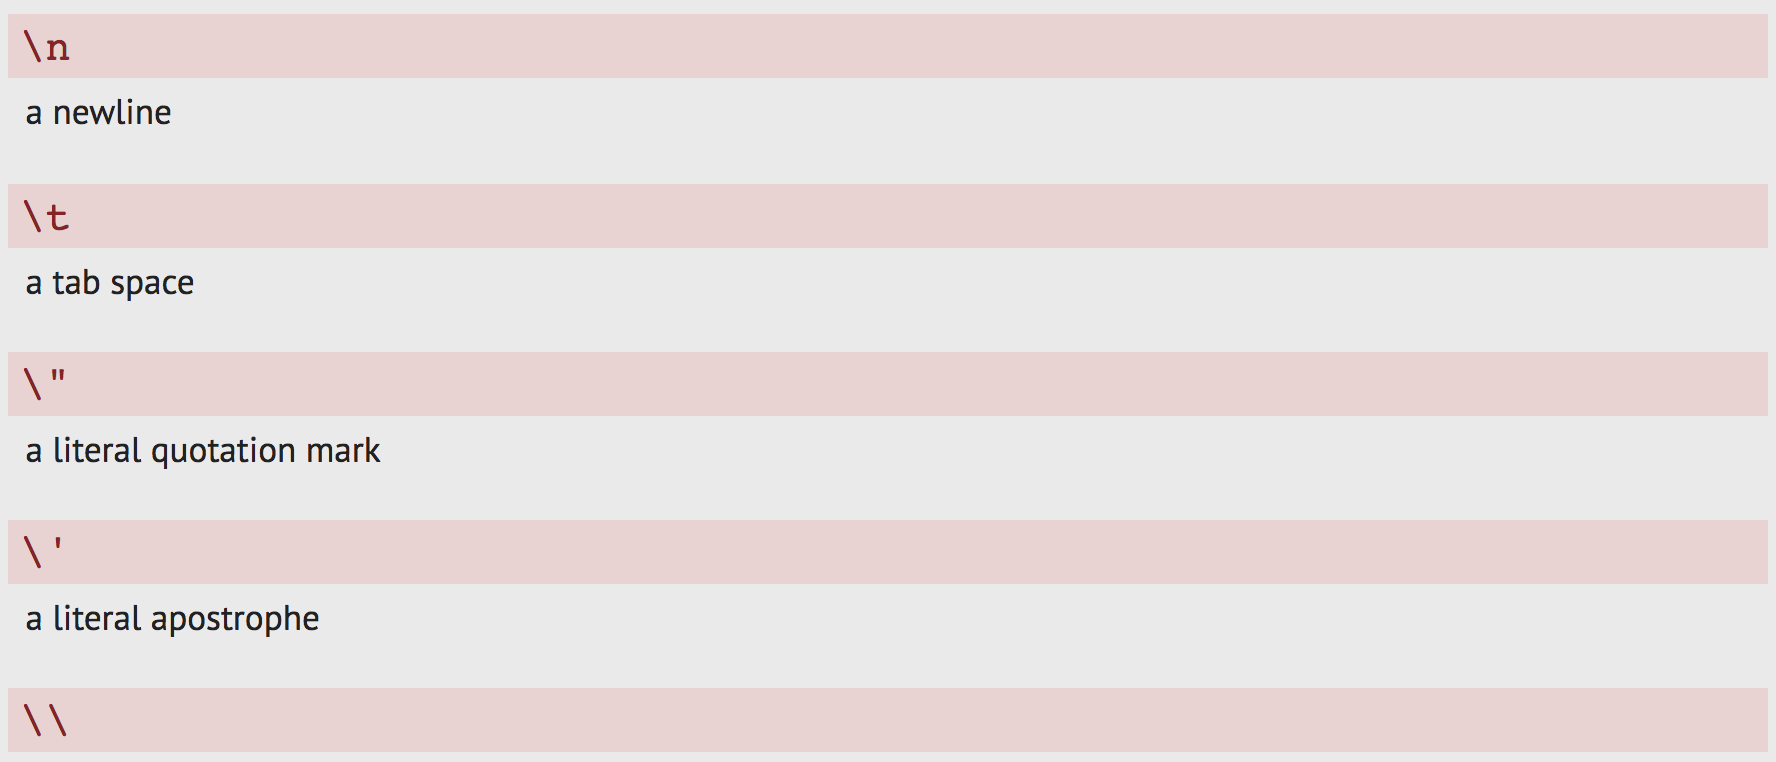 \n
a newline
\t
a tab space
\"
a literal quotation mark
\'
a literal apostrophe
\\